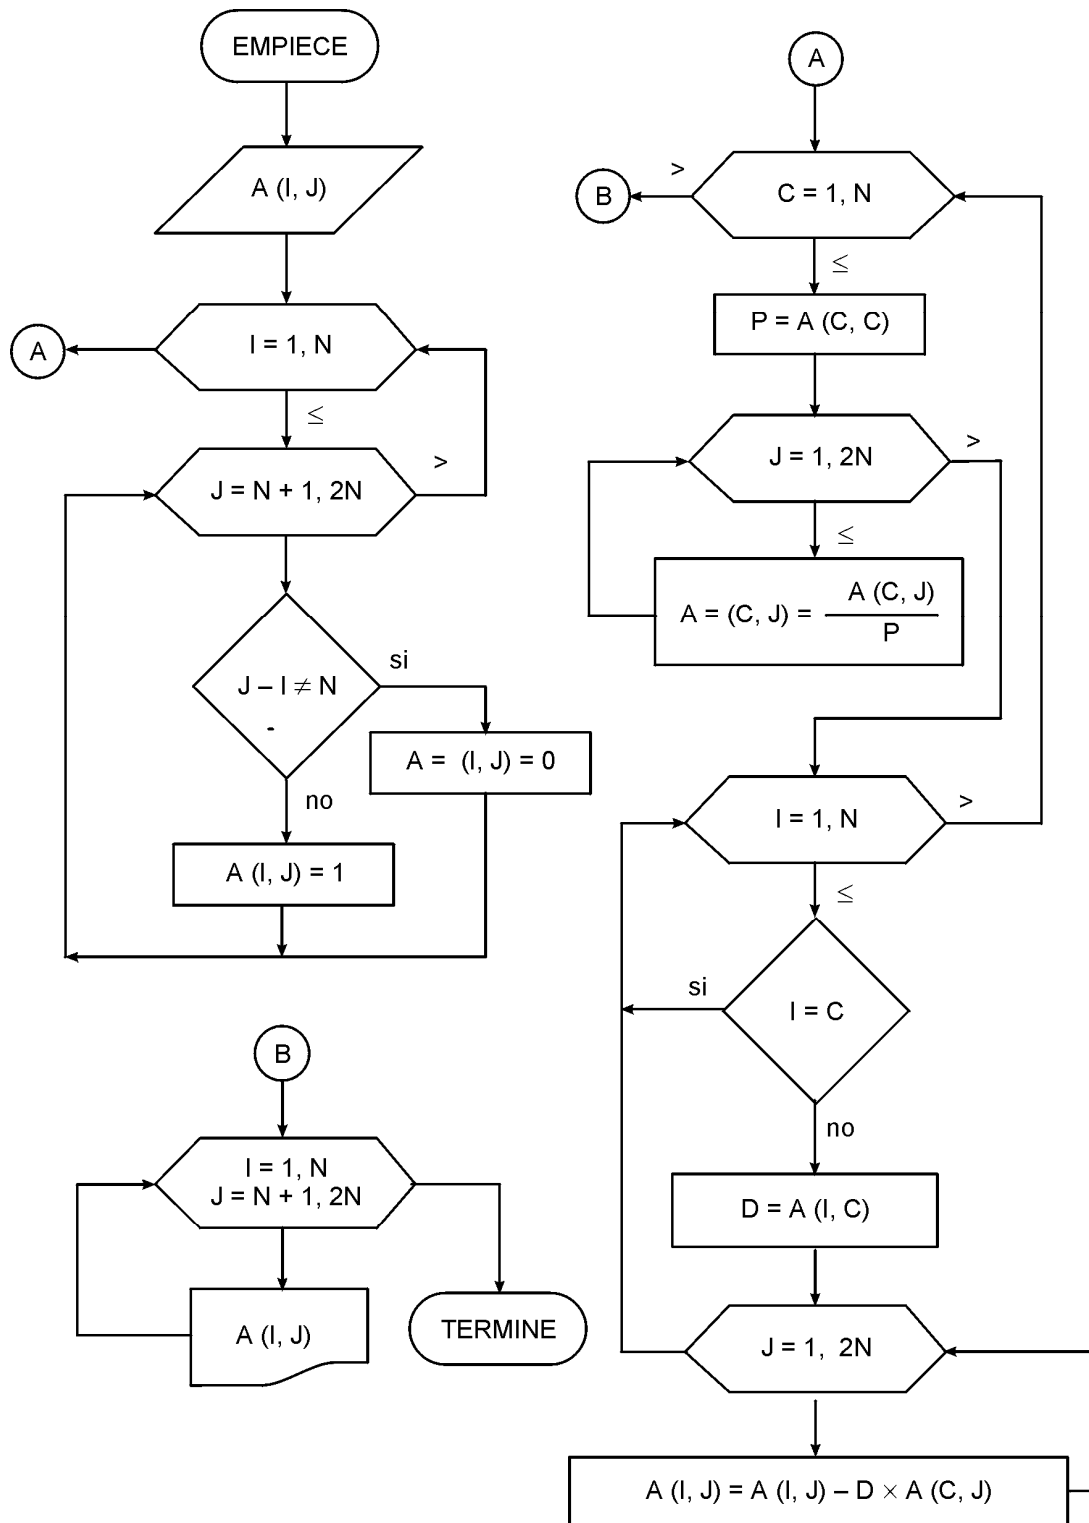 EMPIECE
A (I, J)
I = 1, N
A
≤
J = N + 1, 2N
>
J – I ≠ N
-
si
A = (I, J) = 0
no
A (I, J) = 1
B
I = 1, N
J = N + 1, 2N
A (I, J)
TERMINE
A
C = 1, N
>
B
≤
P = A (C, C)
J = 1, 2N
>
≤
A = (C, J) = A (C, J)
P
I = 1, N
>
≤
I = C
si
no
D = A (I, C)
J = 1, 2N
A (I, J) = A (I, J) – D × A (C, J)